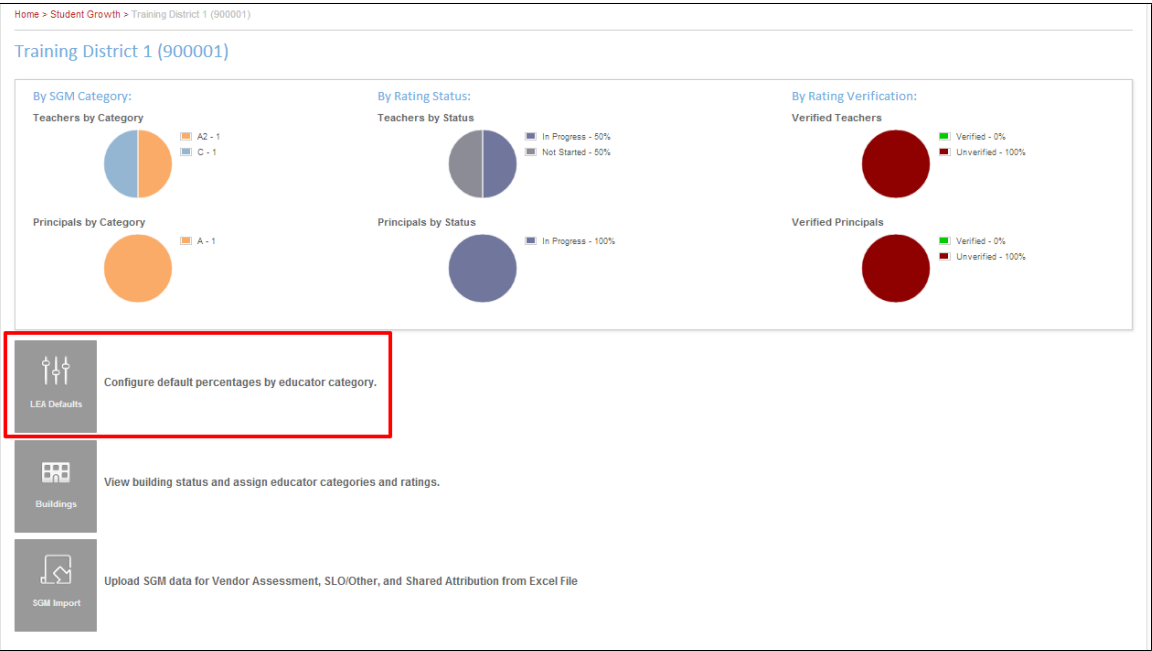 Home > Student Growth > Training District 1 (900001)
Training District 1 (900001)
By SGM Category:
Teachers by Category
A2 - 1
C - 1
Principals by Category
A - 1
By Rating Status:
Teachers by Status
In Progress - 50%
Not Started - 50%
Principals by Status
In Progress - 100%
By Rating Verification:
Verified Teachers
Verified - 0%
Unverified - 100%
Verified Principals
Verified - 0%
Unverified - 100%
LEA Defaults
Configure default percentages by educator category.
Buildings
View building status and assign educator categories and ratings.
SGM Import
Upload SGM data for Vendor Assessment, SLO/Other, and Shared Attribution from Excel File